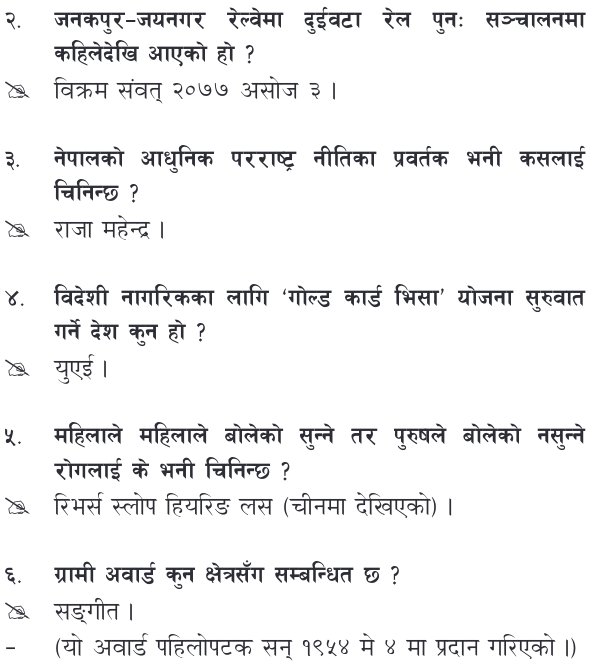 २. जनकपुर-जयनगर रेल्वेमा दुईवटा रेल पुनः सञ्चालनमा
कहिलेदेखि आएको हो ?
विक्रम संवत् २०७७ असोज ३ ।
३. नेपालको आधुनिक परराष्ट्र नीतिका प्रवर्तक भनी कसलाई
चिनिन्छ ?
राजा महेन्द्र ।
४. विदेशी नागरिकका लागि ‘गोल्ड कार्ड भिसा’ योजना सुरुवात
गर्ने देश कुन हो ?
युएई ।
५. महिलाले महिलाले बोलेको सुन्ने तर पुरुषले बोलेको नसुन्ने
रोगलाई के भनी चिनिन्छ ?
रिभर्स स्लोप हियरिङ लस (चीनमा देखिएको) ।
६. ग्रामी अवार्ड कुन क्षेत्रसँग सम्बन्धित छ ?
सङ्गीत ।
- (यो अवार्ड पहिलोपटक सन् १९५४ मे ४ मा प्रदान गरिएको ।)